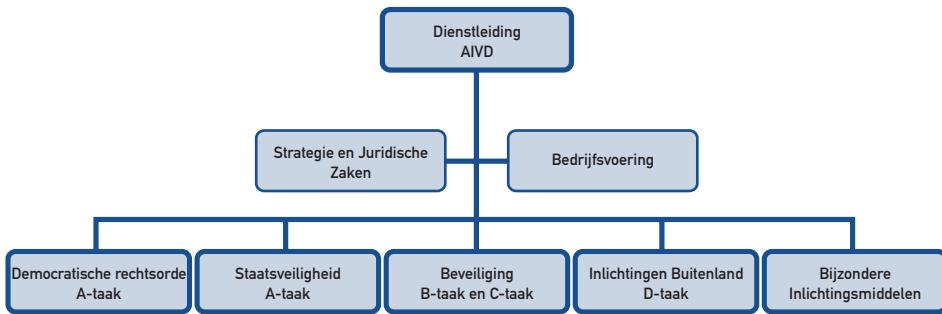 Dienstleiding
AIVD
Strategie en Juridische
Zaken
Bedrijfsvoering
Democratische rechtsorde
A-taak
Staatsveiligheid
A-taak
Beveiliging
B-taak en C-taak
Inlichtingen Buitenland
D-taak
Bijzondere
Inlichtingsmiddelen